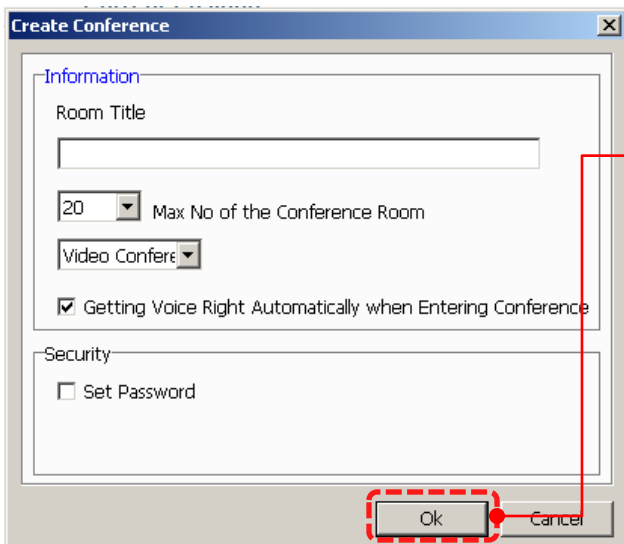 Create Conference
Information
Room Title
20 Max No of the Conference Room
Video Confere
Getting Voice Right Automatically when Entering Conference
Security
Set Password
Ok Cancel